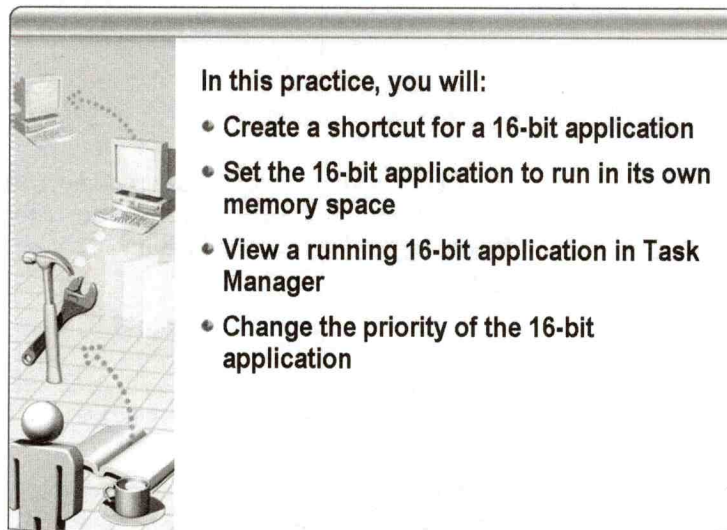 In this practice, you will:
Create a shortcut for a 16-bit application
Set the 16-bit application to run in its own
memory space
View a running 16-bit application in Task
Manager
Change the priority of the 16-bit
application